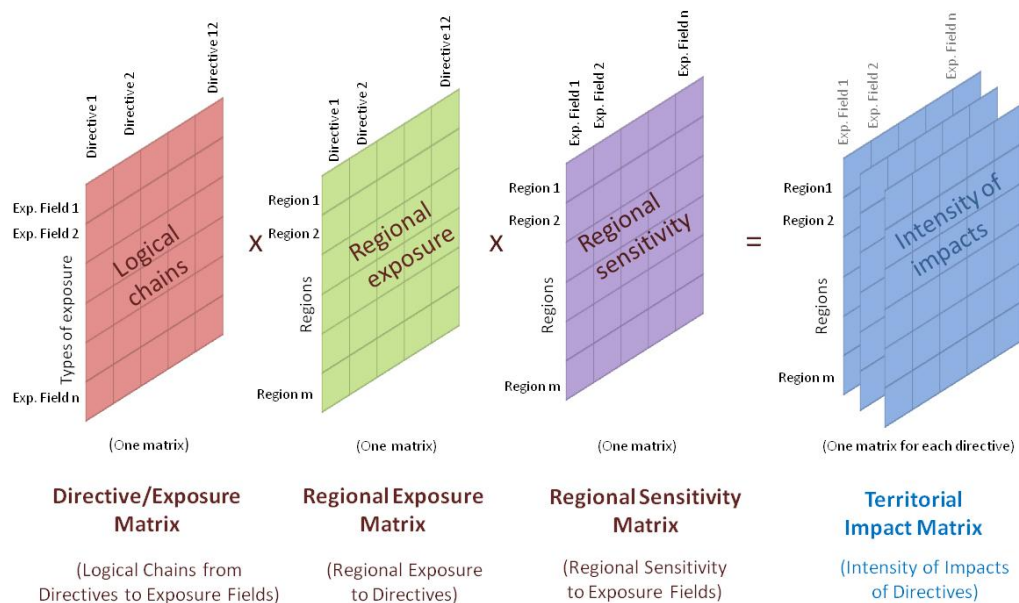 Directive 1
Directive 2
Directive 12
Exp. Field 1
Exp. Field 2
Types of exposure
Exp. Field n
Logical
chains
(One matrix)
Directive/Exposure
Matrix
(Logical Chains from
Directives to Exposure Fields)
x
Directive 1
Directive 2
Directive 12
Region 1
Region 2
Regions
Region m
Regional
exposure
(One matrix)
Regional Exposure
Matrix
(Regional Exposure
to Directives)
x
Exp. Field 1
Exp. Field 2
Exp. Field n
Region 1
Region 2
Regions
Region m
Regional
sensitivity
(One matrix)
Regional Sensitivity
Matrix
(Regional Sensitivity
to Exposure Fields)
=
Exp. Field 1
Exp. Field 2
Exp. Field n
Region1
Region 2
Regions
Region m
Intensity of
impacts
(One matrix for each directive)
Territorial
Impact Matrix
(Intensity of Impacts
of Directives)